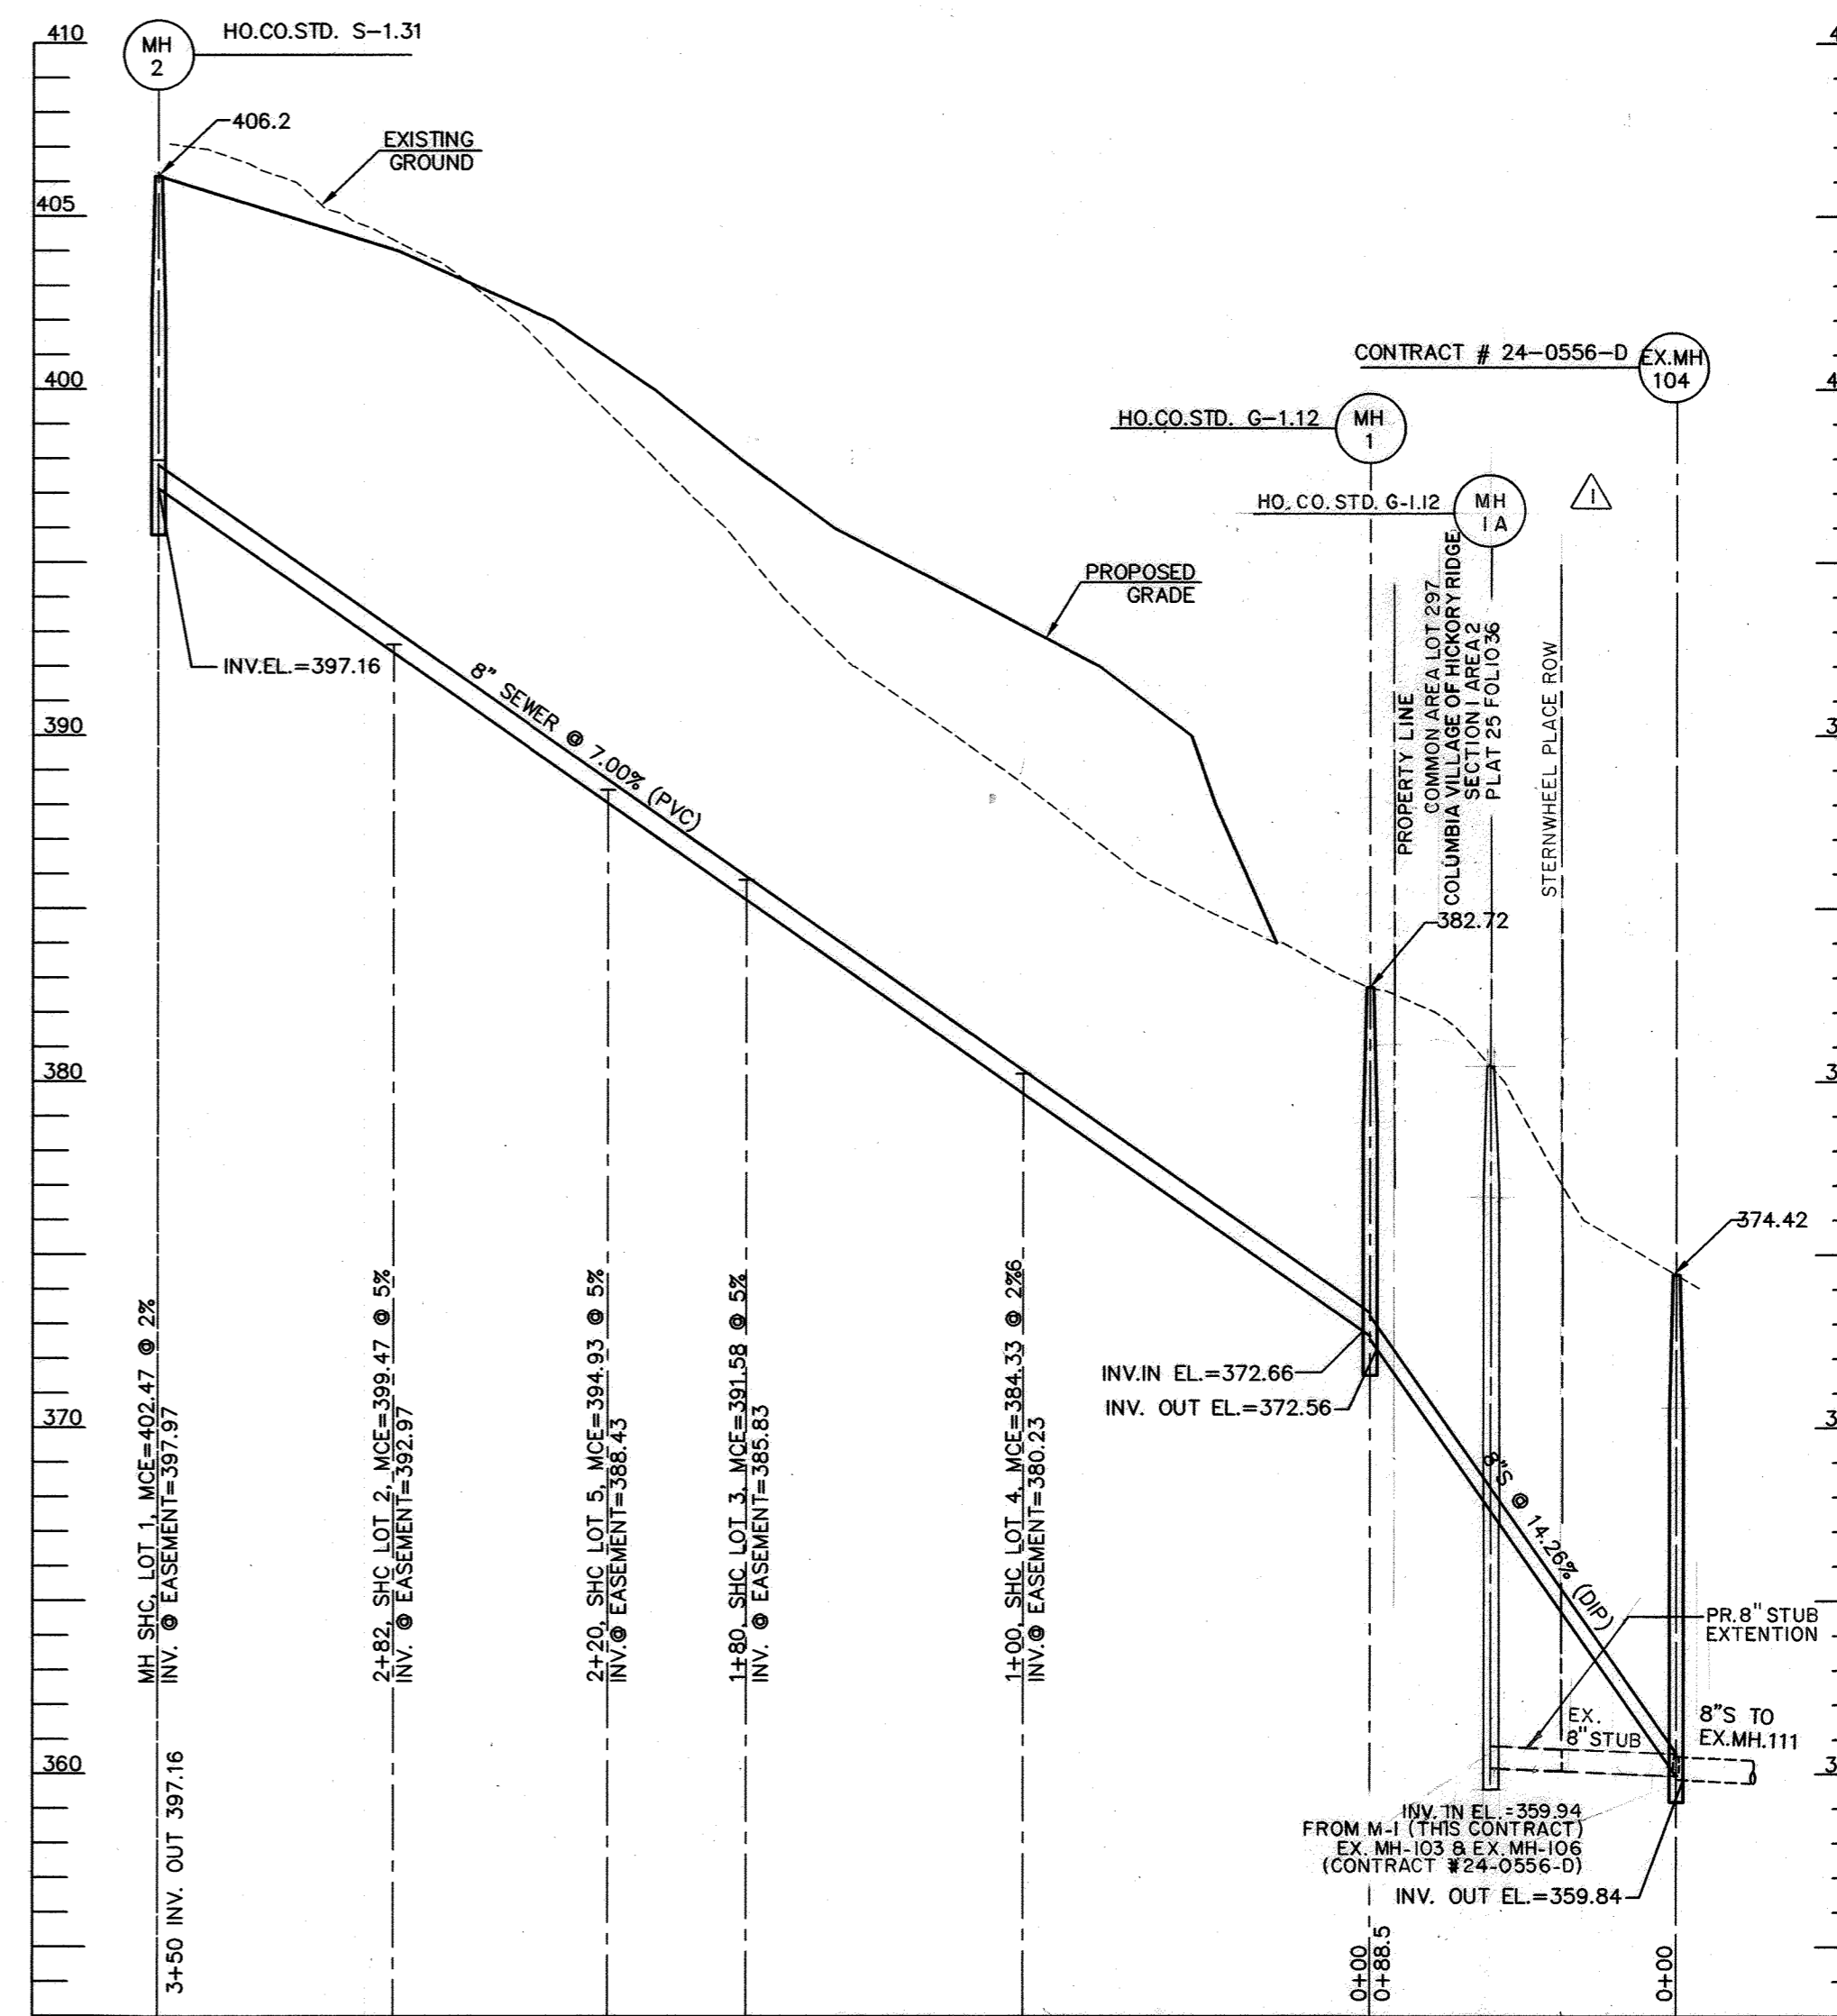 410
MH
2
HO.CO.STD. S-1.31
406.2
EXISTING
GROUND
405
400
CONTRACT # 24-0556-D
EX.MH
104
HO.CO.STD. G-1.12
MH
1
HO. CO. STD. G-1.12
MH
1A
1
PROPOSED
GRADE
PROPERTY LINE
COMMON AREA LOT 297
COLUMBIA VILLAGE OF HICKORY RIDGE
SECTION 1 AREA 2
PLAT 25 FOLIO 36
STERNWHEEL PLACE ROW
INV.EL.=397.16
8" SEWER @ 7.00% (PVC)
390
382.72
380
374.42
370
INV.IN EL.=372.66
INV. OUT EL.=372.56
8"S @ 14.26% (DIP)
MH SHC, LOT 1, MCE=402.47 @ 2%
INV. @ EASEMENT=397.97
2+82, SHC LOT 2, MCE=399.47 @ 5%
INV. @ EASEMENT=392.97
2+20, SHC LOT 5, MCE=394.93 @ 5%
INV.@ EASEMENT=388.43
1+80, SHC LOT 3, MCE=391.58 @ 5%
INV. @ EASEMENT=385.83
1+00, SHC LOT 4, MCE=384.33 @ 2%6
INV.@ EASEMENT=380.23
PR.8" STUB
EXTENTION
EX.
8" STUB
8"S TO
EX.MH.111
360
INV. IN EL.=359.94
FROM M-1 (THIS CONTRACT)
EX. MH-103 & EX. MH-106
(CONTRACT #24-0556-D)
INV. OUT EL.=359.84
3+50 INV. OUT 397.16
0+00
0+88.5
0+00